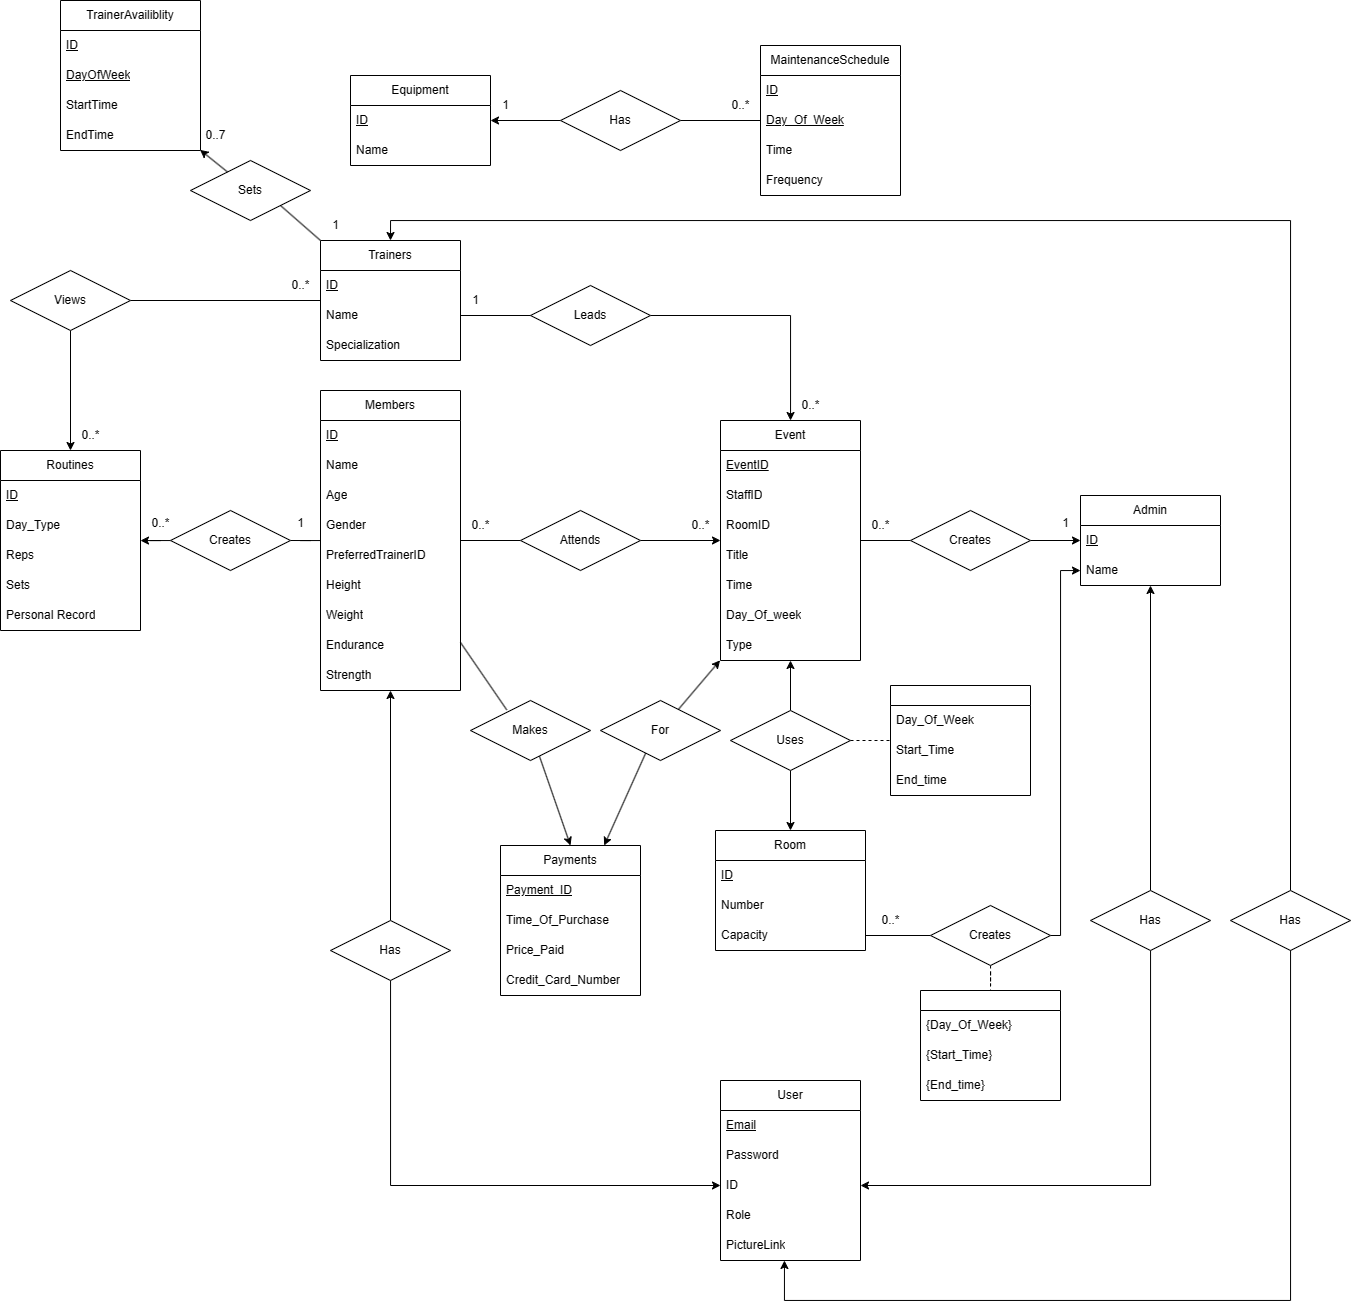 TrainerAvailiblity
ID
DayOfWeek
StartTime
EndTime
0..7
Sets
1
Equipment
ID
Name
1
Has
0..*
MaintenanceSchedule
ID
Day_Of_Week
Time
Frequency
Trainers
ID
Name
Specialization
Views
0..*
0..*
1
Leads
0..*
Routines
ID
Day_Type
Reps
Sets
Personal Record
0..*
Creates
1
Members
ID
Name
Age
Gender
PreferredTrainerID
Height
Weight
Endurance
Strength
0..*
Attends
0..*
Event
EventID
StaffID
RoomID
Title
Time
Day_Of_week
Type
0..*
Creates
1
Admin
ID
Name
Makes
For
Uses
Day_Of_Week
Start_Time
End_time
Payments
Payment_ID
Time_Of_Purchase
Price_Paid
Credit_Card_Number
Room
ID
Number
Capacity
0..*
Creates
{Day_Of_Week}
{Start_Time}
{End_time}
Has
Has
Has
User
Email
Password
ID
Role
PictureLink